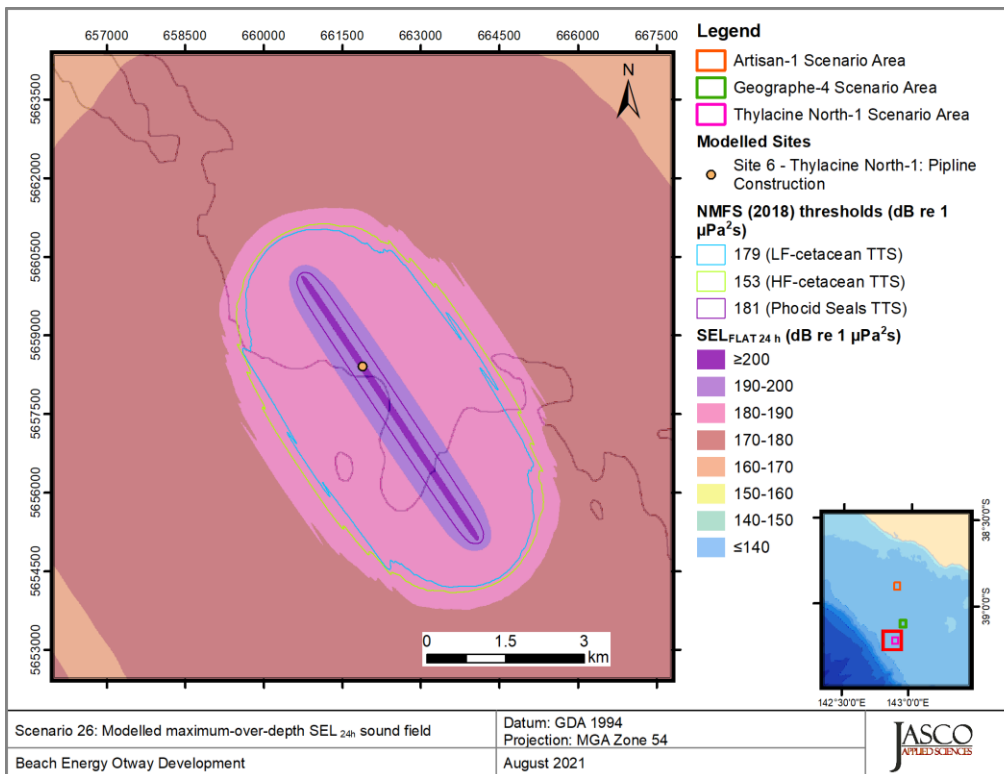 657000 658500 660000 661500 663000 664500 666000 667500
5663500
5662000
5660500
5659000
5657500
5656000
5654500
5653000
N
0 1.5 3
km
Legend
Artisan-1 Scenario Area
Geographe-4 Scenario Area
Thylacine North-1 Scenario Area
Modelled Sites
Site 6 - Thylacine North-1: Pipline
Construction
NMFS (2018) thresholds (dB re 1
µPa²s)
179 (LF-cetacean TTS)
153 (HF-cetacean TTS)
181 (Phocid Seals TTS)
SEL FLAT 24 h (dB re 1 µPa²s)
≥200
190-200
180-190
170-180
160-170
150-160
140-150
≤140
38°30'S
39°0'S
142°30'0"E 143°0'0"E
Scenario 26: Modelled maximum-over-depth SEL 24h sound field
Beach Energy Otway Development
Datum: GDA 1994
Projection: MGA Zone 54
August 2021
JASCO
APPLIED SCIENCES